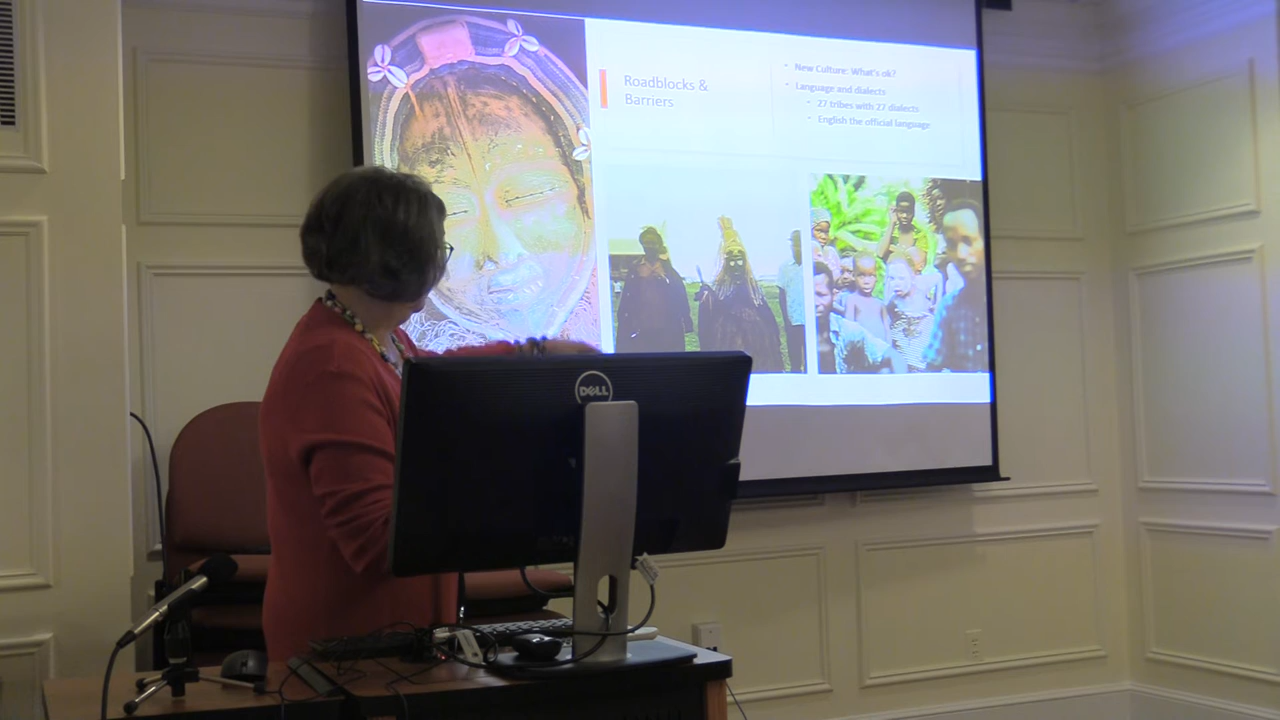 Roadblocks &
Barriers
New Culture: What's ok?
Language and dialects
27 tribes with 27 dialects
English the official language
DELL